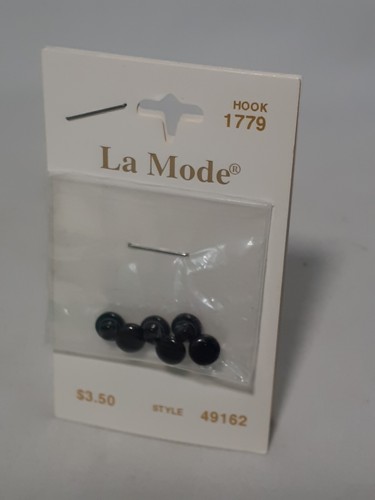 HOOK
1779
La Mode®
$3.50 STYLE 49162